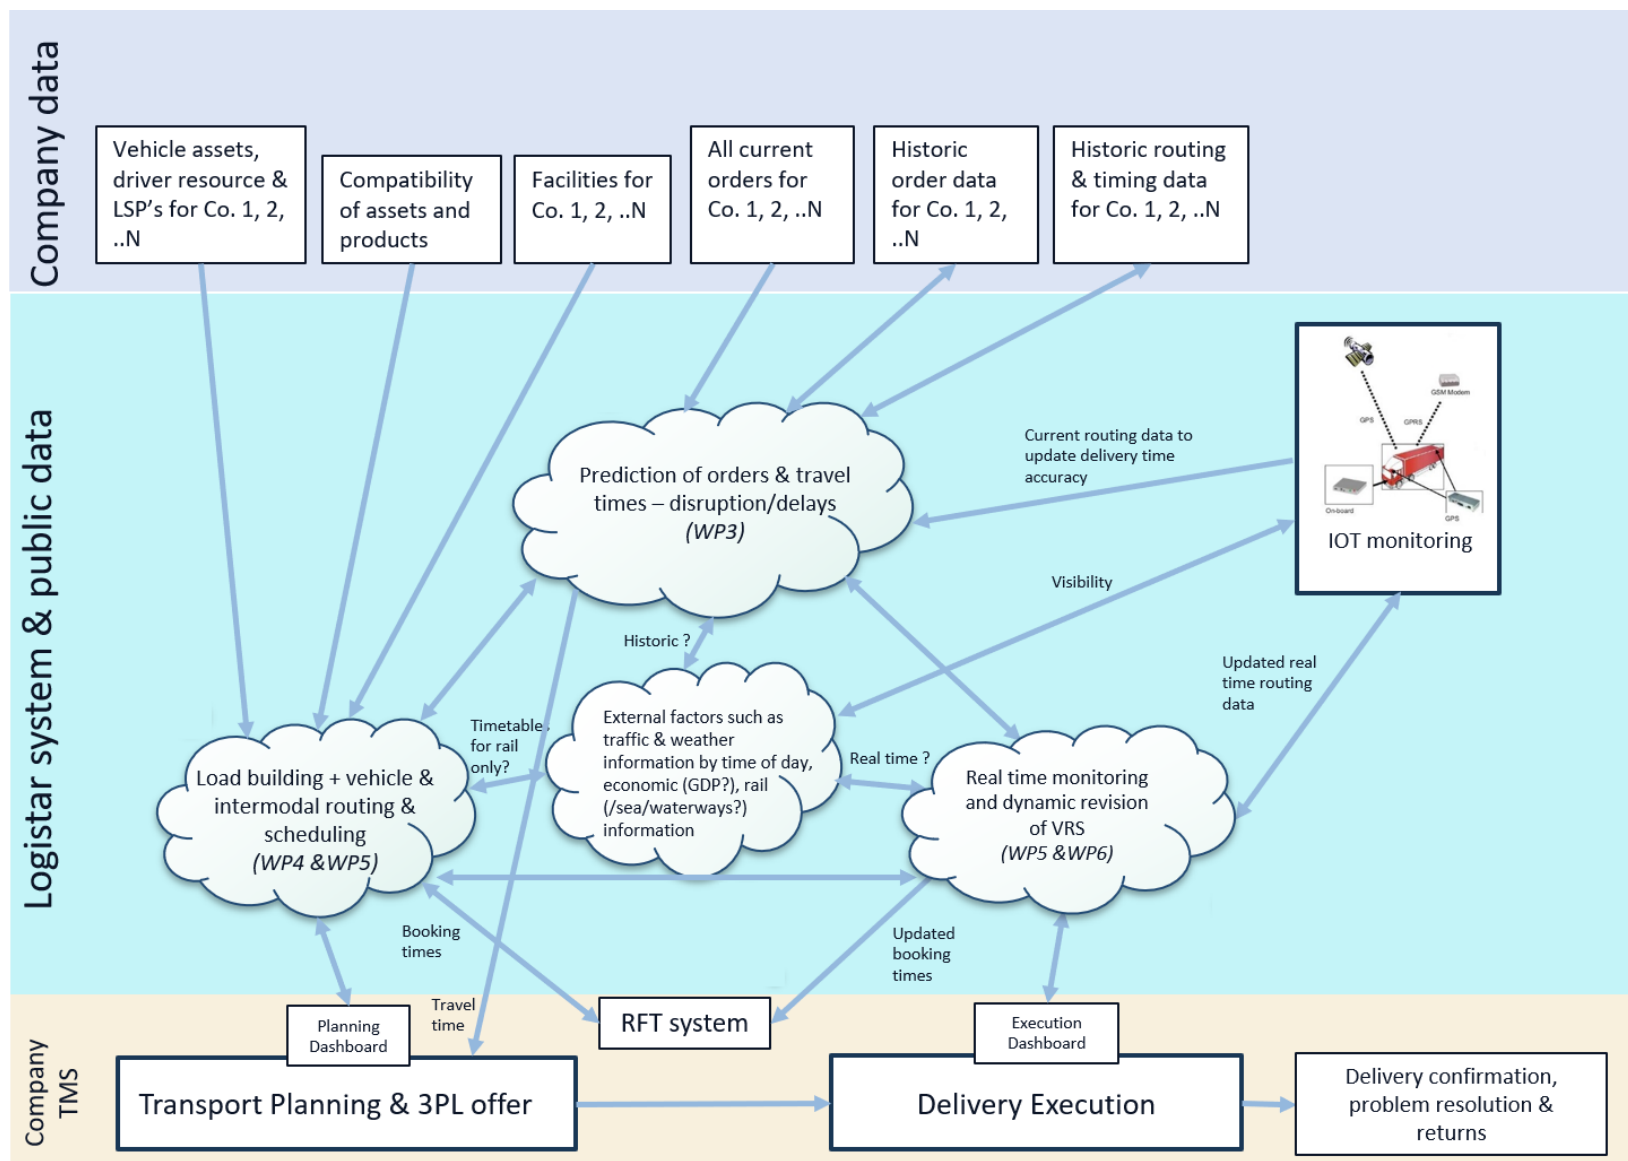 Company data
Vehicle assets,
driver resource &
LSP's for Co. 1, 2,
..N
Compatibility
of assets and
products
Facilities for
Co. 1, 2, ..N
All current
orders for
Co. 1, 2, ..N
Historic
order data
for Co. 1, 2,
..N
Historic routing
& timing data
for Co. 1, 2, ..N
Logistar system & public data
GSM Modem
GPS
GPRS
On-board
GPS
IOT monitoring
Current routing data to
update delivery time
accuracy
Prediction of orders & travel
times – disruption/delays
(WP3)
Visibility
Historic ?
Updated real
time routing
data
Timetable
for rail
only?
External factors such as
traffic & weather
information by time of day,
economic (GDP?), rail
(/sea/waterways?)
information
Real time ?
Load building + vehicle &
intermodal routing &
scheduling
(WP4 &WP5)
Real time monitoring
and dynamic revision
of VRS
(WP5 &WP6)
Booking
times
Updated
booking
times
Company
TMS
Planning
Dashboard
Travel
time
RFT system
Execution
Dashboard
Transport Planning & 3PL offer
Delivery Execution
Delivery confirmation,
problem resolution &
returns